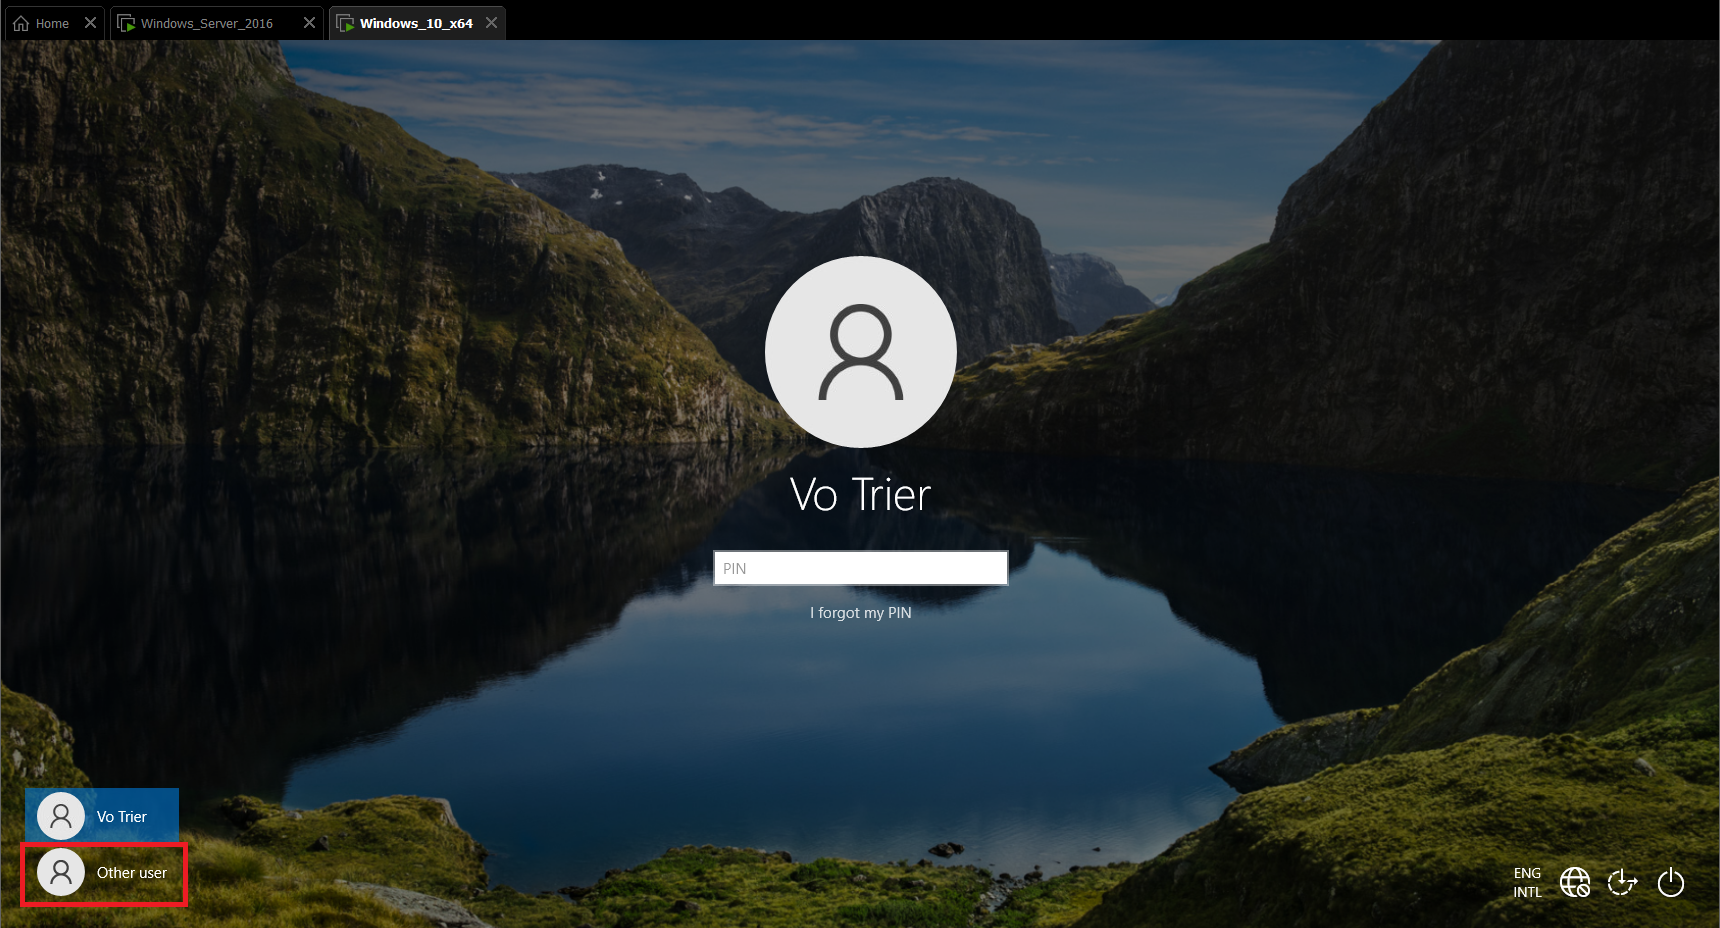 Home
Windows_Server_2016
Windows_10_x64
Vo Trier
PIN
I forgot my PIN
Vo Trier
Other user
ENG
INTL